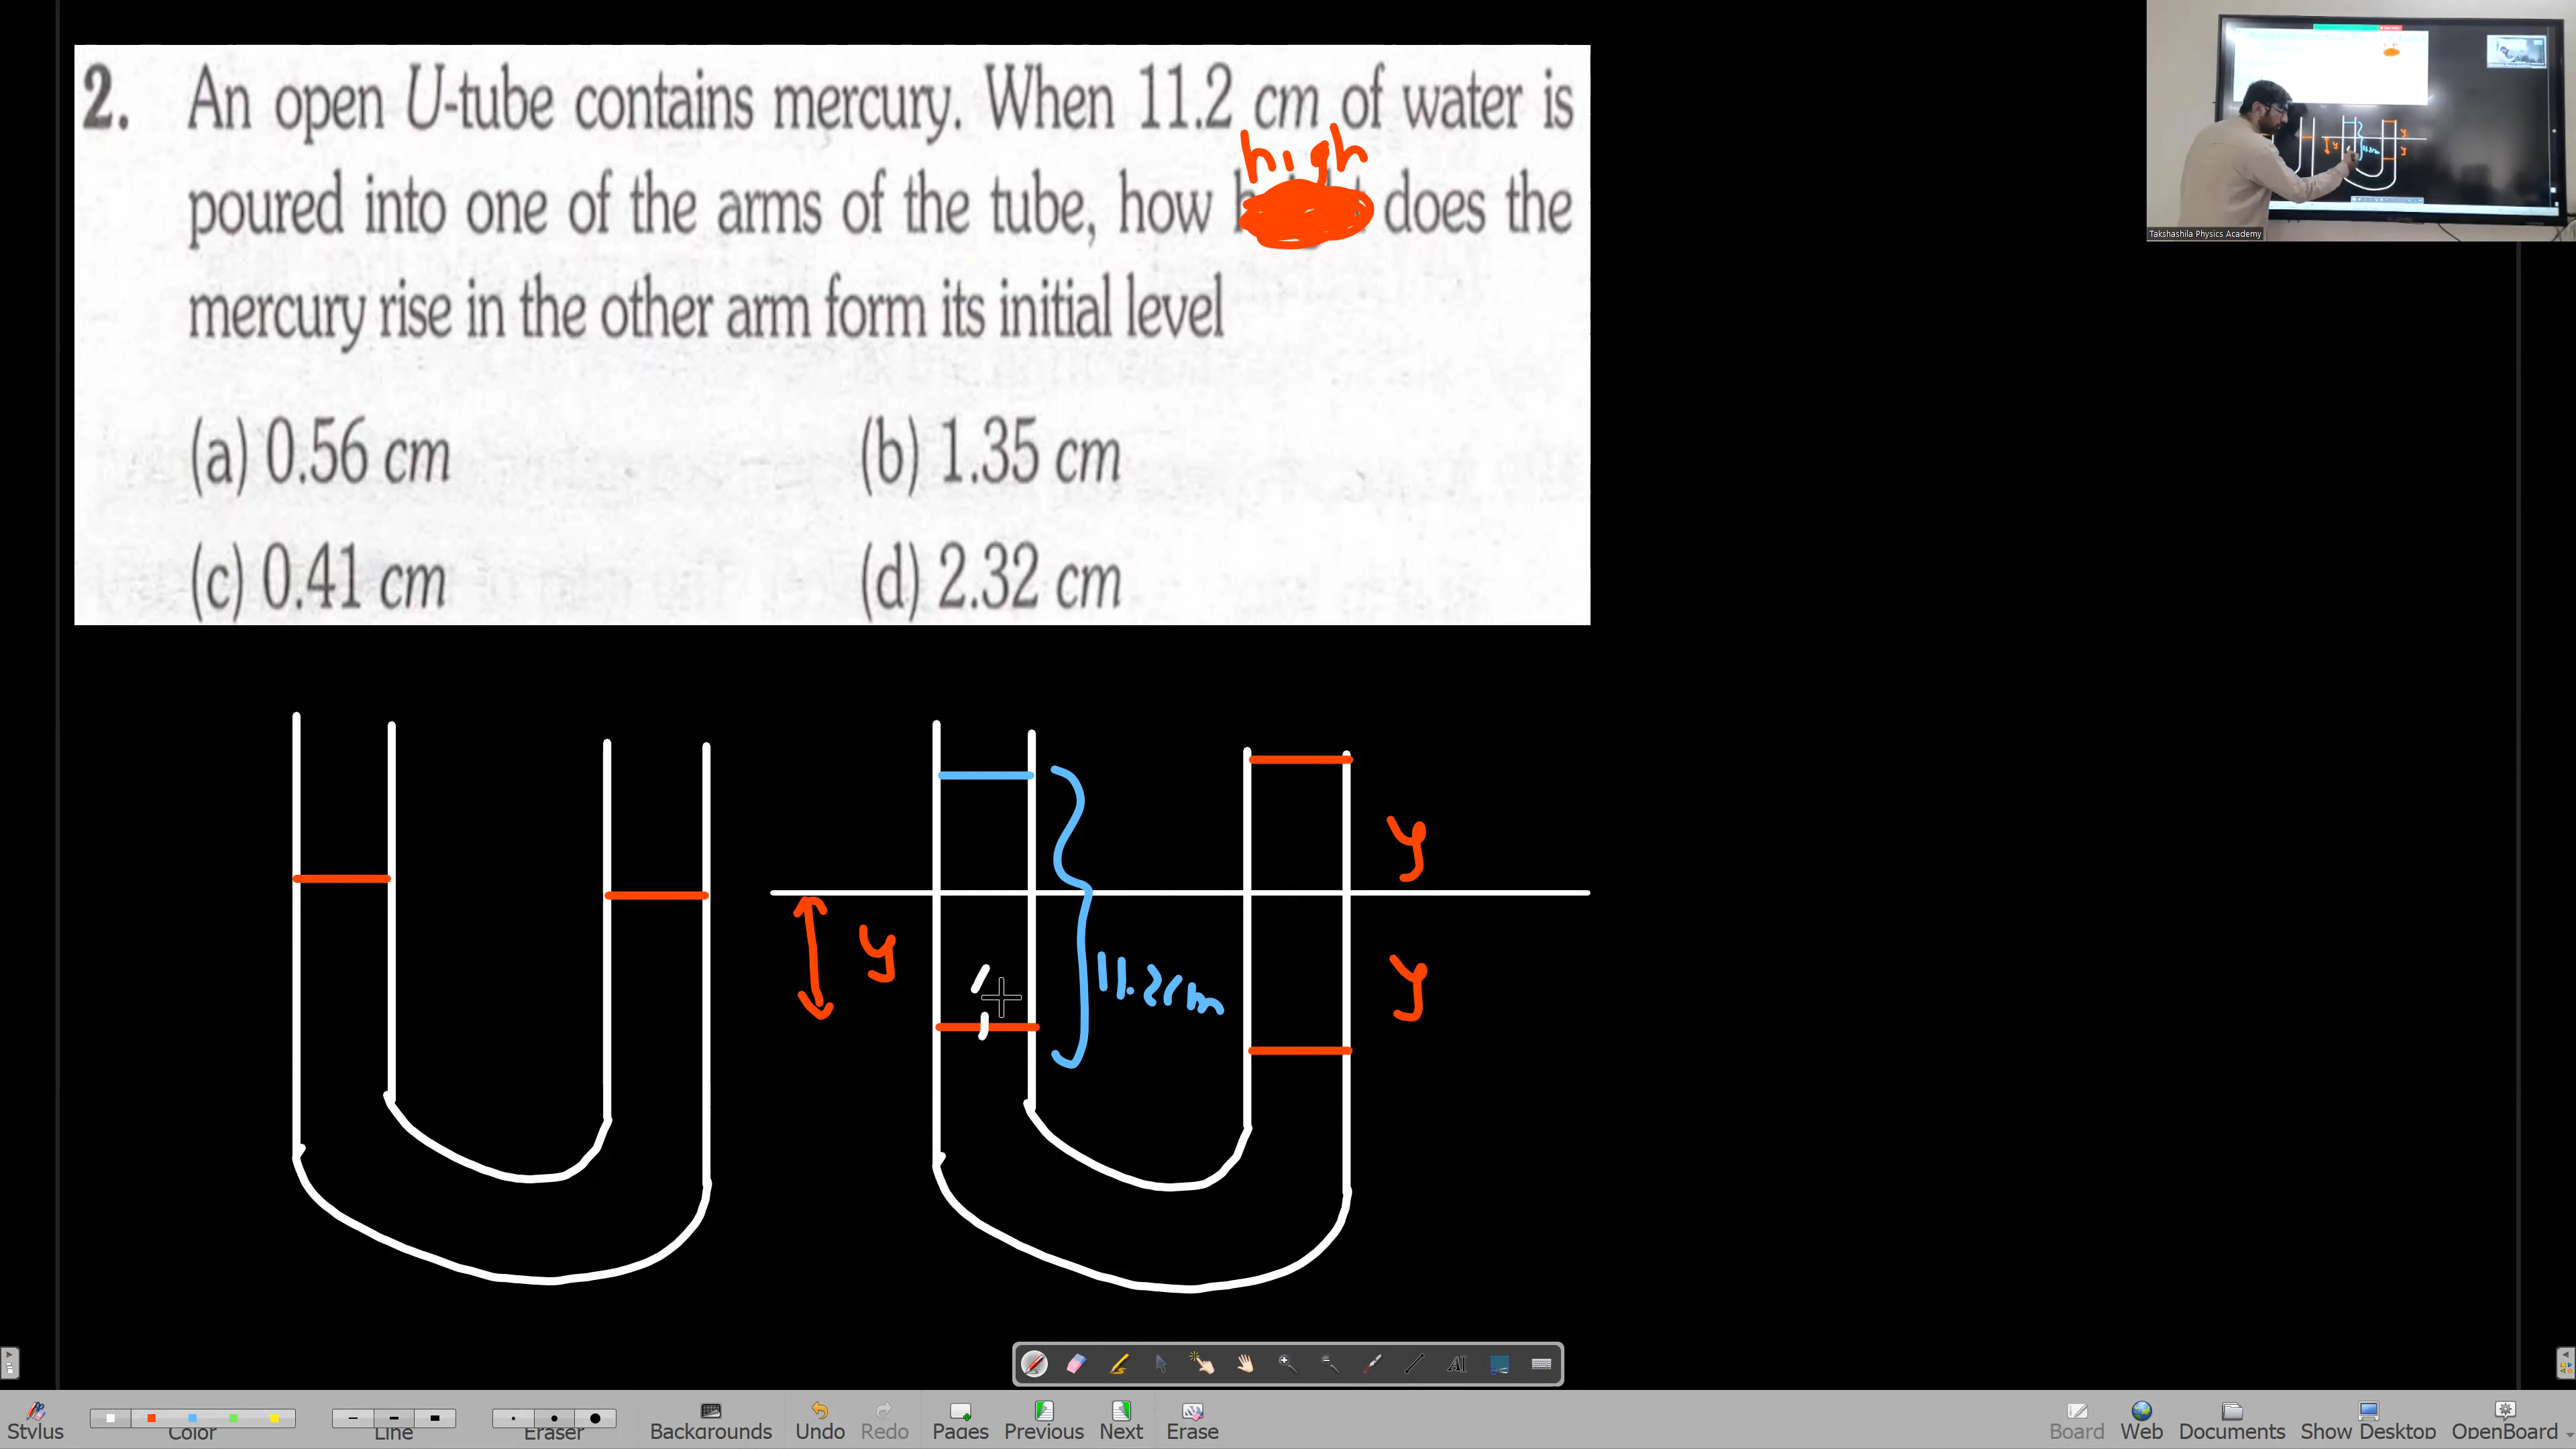 2. An open U-tube contains mercury. When 11.2 cm of water is
high
poured into one of the arms of the tube, how does the
mercury rise in the other arm form its initial level
(a) 0.56 cm (b) 1.35 cm
(c) 0.41 cm (d) 2.32 cm
y
y
y
11.2cm
Takshashila Physics Academy
Stylus
Color
Line
Eraser
Backgrounds
Undo
Redo
Pages
Previous
Next
Erase
Board
Web
Documents
Show Desktop
OpenBoard
AI